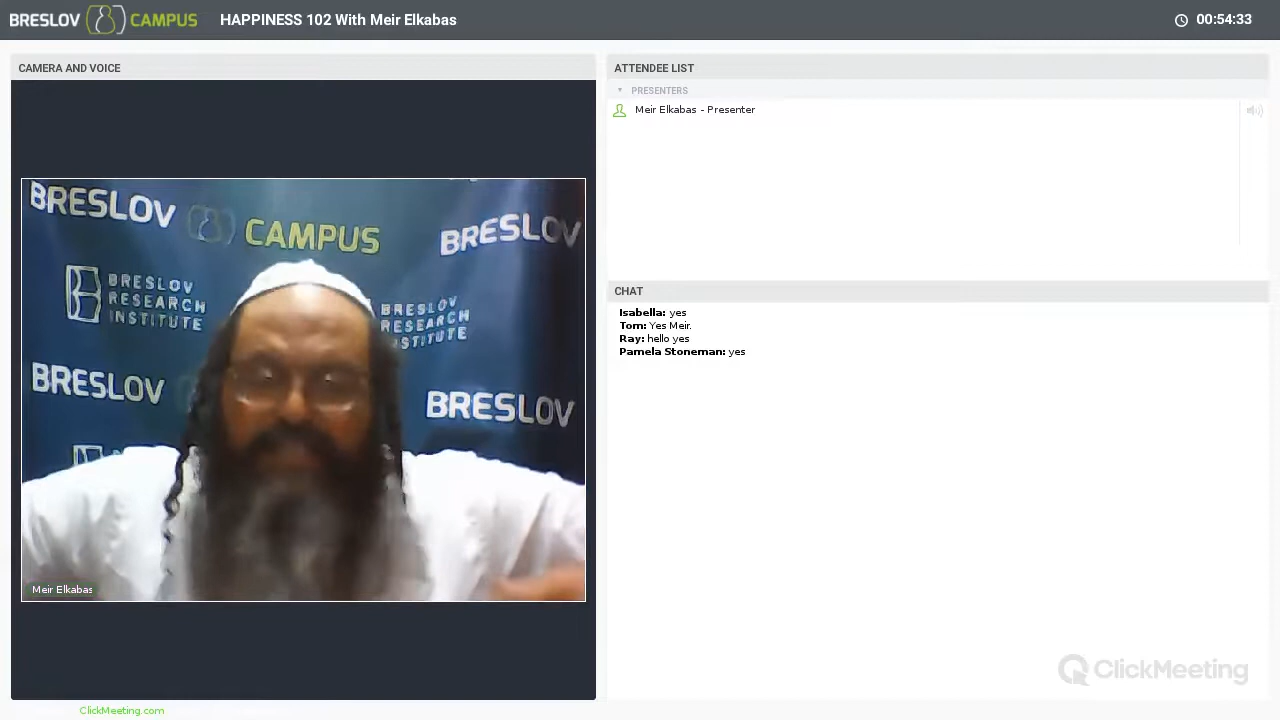 BRESLOV CAMPUS HAPPINESS 102 With Meir Elkabas 00:54:33
CAMERA AND VOICE
BRESLOV CAMPUS BRESLOV
BRESLOV
RESEARCH
INSTITUTE
BRESLOV
RESEARCH
INSTITUTE
BRESLOV BRESLOV
Meir Elkabas
ATTENDEE LIST
PRESENTERS
Meir Elkabas - Presenter
CHAT
Isabella: yes
Tom: Yes Meir.
Ray: hello yes
Pamela Stoneman: yes
ClickMeeting
ClickMeeting.com